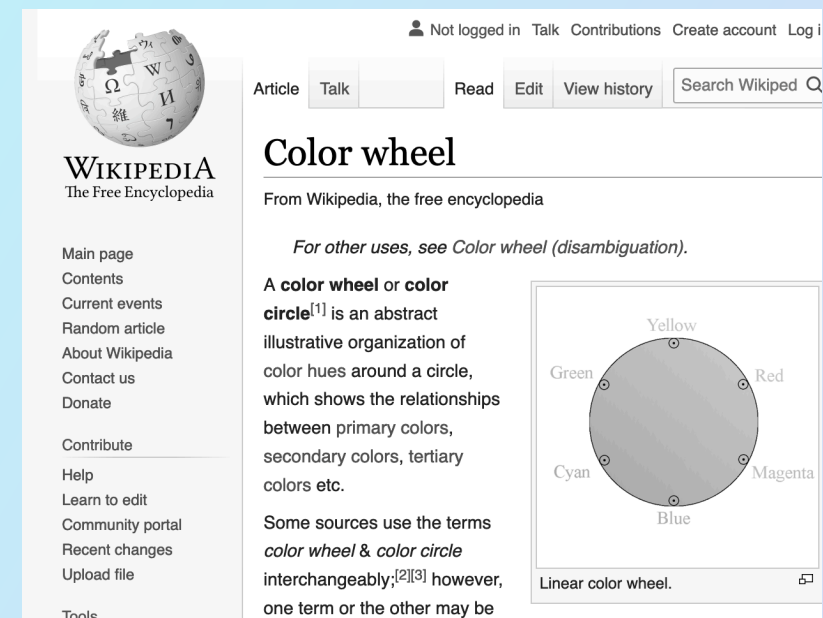 Not logged in Talk Contributions Create account Log i
Article Talk Read Edit View history Search Wikiped
Ω W И 維 7 وي
WIKIPEDIA
The Free Encyclopedia
Main page
Contents
Current events
Random article
About Wikipedia
Contact us
Donate
Contribute
Help
Learn to edit
Community portal
Recent changes
Upload file
Tools
Color wheel
From Wikipedia, the free encyclopedia
For other uses, see Color wheel (disambiguation).
A color wheel or color
circle[1] is an abstract
illustrative organization of
color hues around a circle,
which shows the relationships
between primary colors,
secondary colors, tertiary
colors etc.
Some sources use the terms
color wheel & color circle
interchangeably;[2][3] however,
one term or the other may be
Yellow
Green Red
Cyan Magenta
Blue
Linear color wheel.